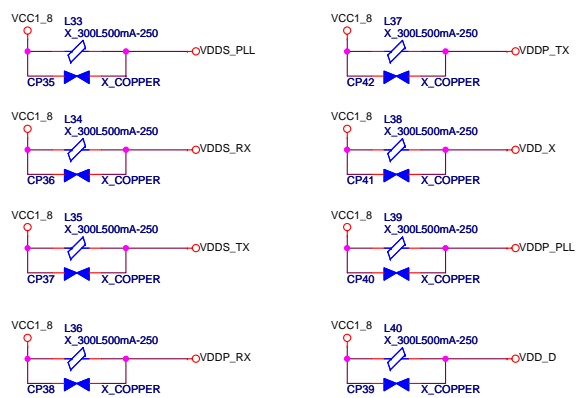 VCC1_8
L33
X_300L500mA-250
VDDS_PLL
CP35
X_COPPER
VCC1_8
L34
X_300L500mA-250
VDDS_RX
CP36
X_COPPER
VCC1_8
L35
X_300L500mA-250
VDDS_TX
CP37
X_COPPER
VCC1_8
L36
X_300L500mA-250
VDDP_RX
CP38
X_COPPER
VCC1_8
L37
X_300L500mA-250
VDDP_TX
CP42
X_COPPER
VCC1_8
L38
X_300L500mA-250
VDD_X
CP41
X_COPPER
VCC1_8
L39
X_300L500mA-250
VDDP_PLL
CP40
X_COPPER
VCC1_8
L40
X_300L500mA-250
VDD_D
CP39
X_COPPER